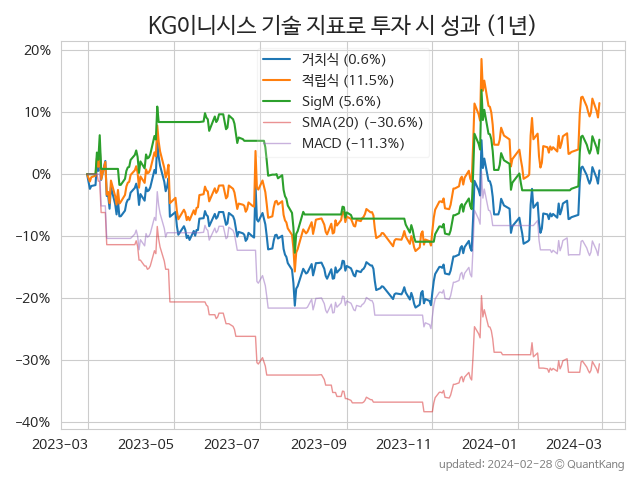 KG이니시스 기술 지표로 투자 시 성과 (1년)
거치식 (0.6%)
적립식 (11.5%)
SigM (5.6%)
SMA(20) (−30.6%)
MACD (−11.3%)
20%
10%
0%
−10%
−20%
−30%
−40%
2023-03 2023-05 2023-07 2023-09 2023-11 2024-01 2024-03
updated: 2024-02-28 © QuantKang